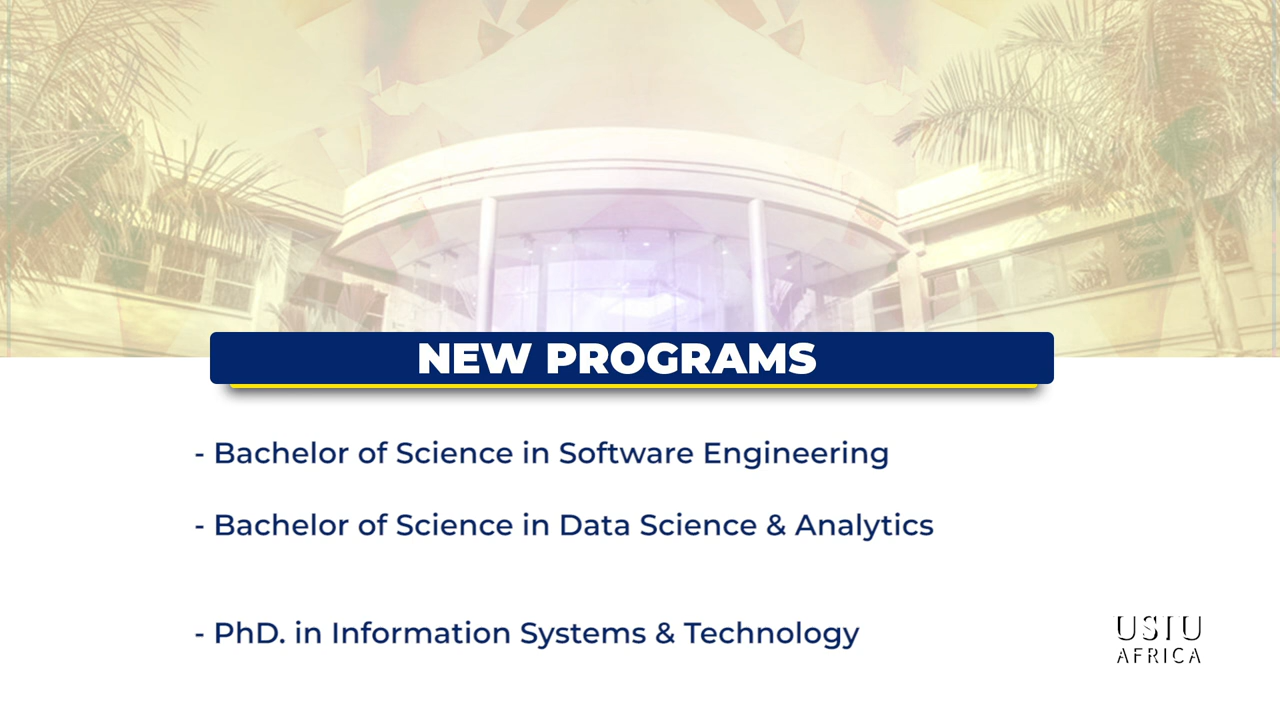 NEW PROGRAMS
- Bachelor of Science in Software Engineering
- Bachelor of Science in Data Science & Analytics
- PhD. in Information Systems & Technology
USIU
AFRICA